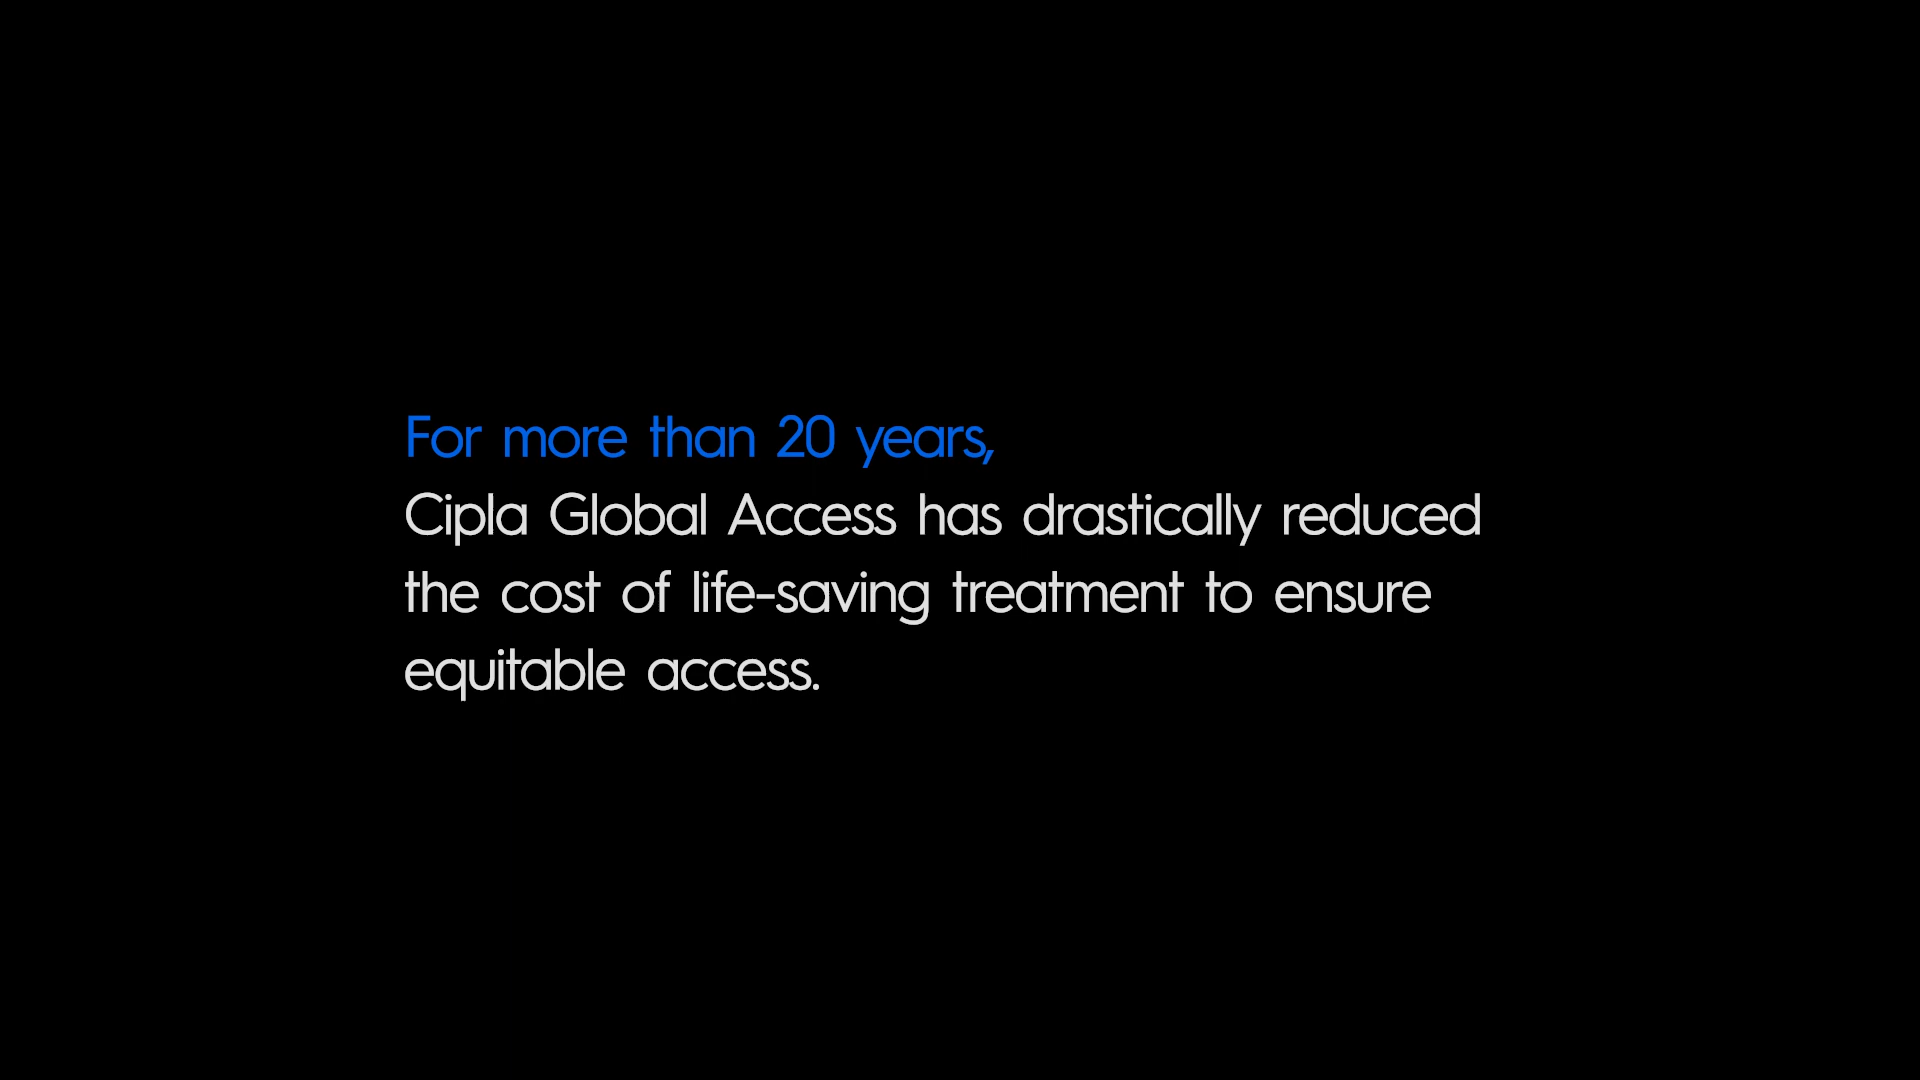 For more than 20 years,
Cipla Global Access has drastically reduced
the cost of life-saving treatment to ensure
equitable access.